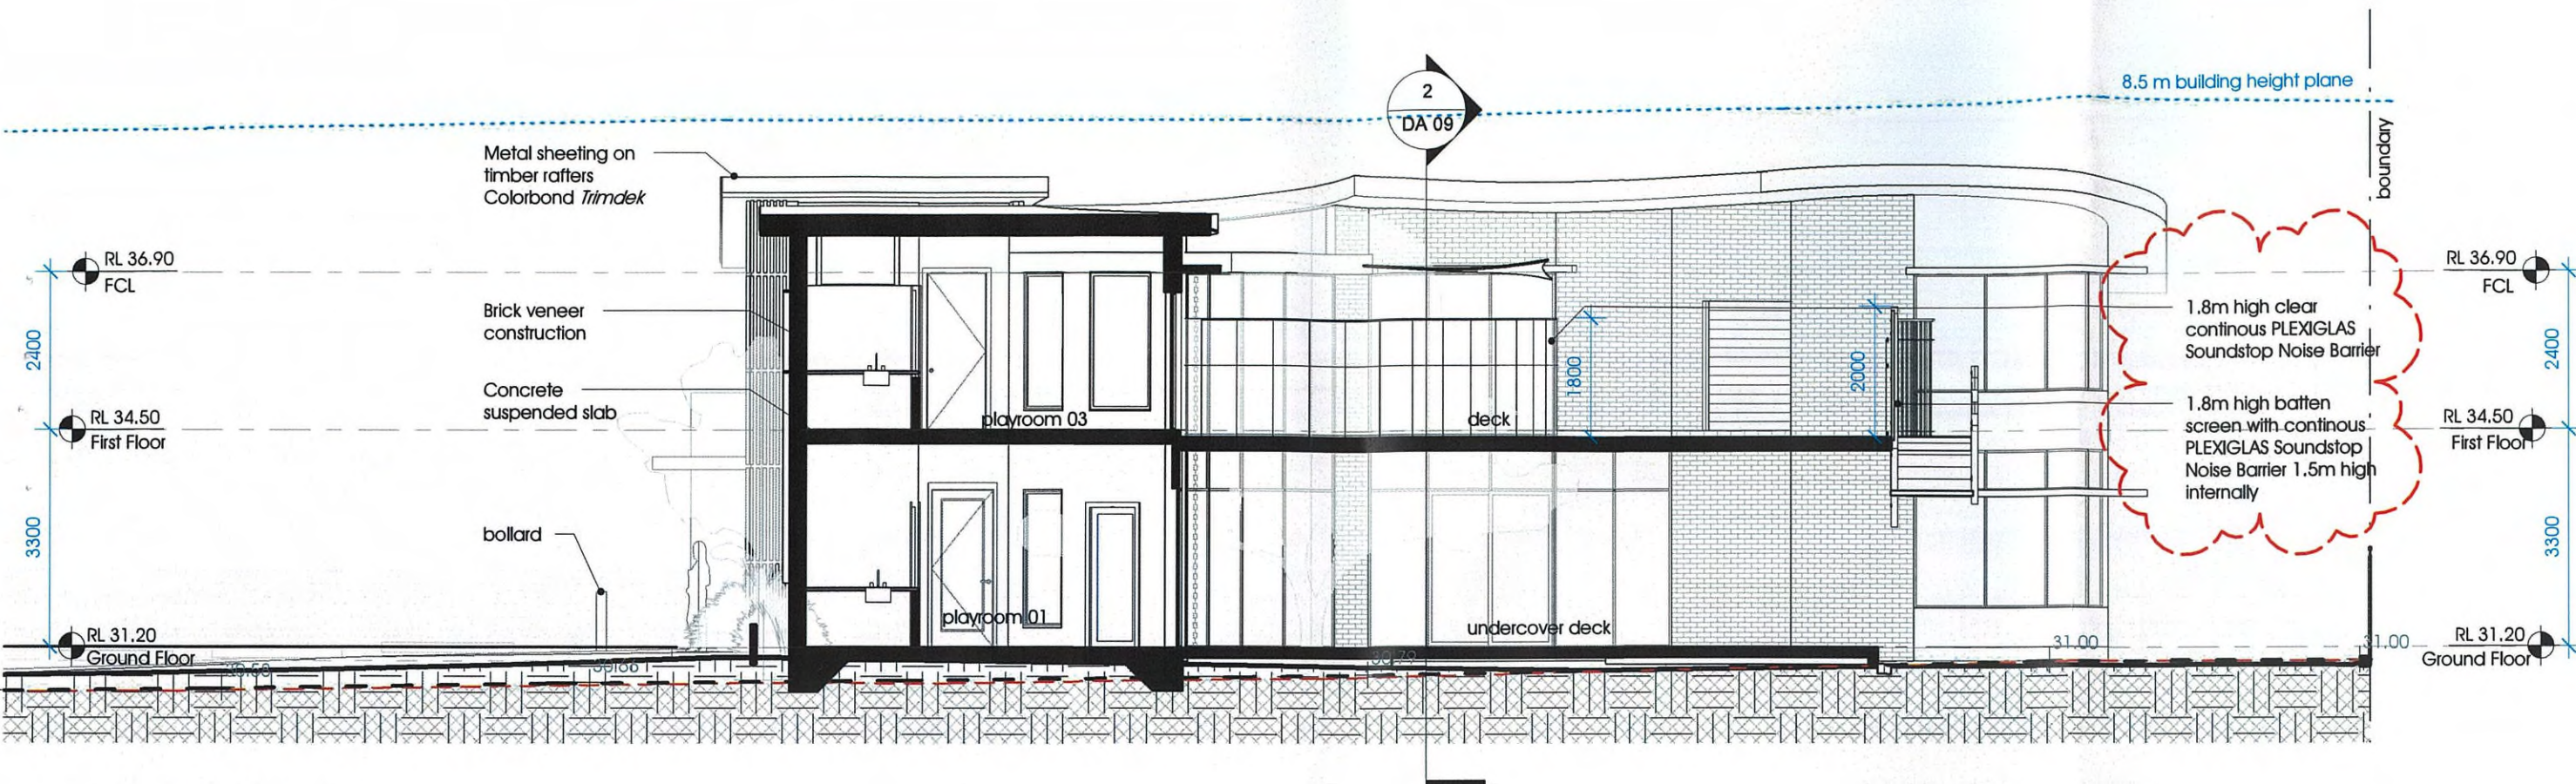 8.5 m building height plane
2
DA 09
boundary
Metal sheeting on
timber rafters
Colorbond Trimdek
RL 36.90
FCL
RL 36.90
FCL
Brick veneer
construction
1.8m high clear
continous PLEXIGLAS
Soundstop Noise Barrier
2400
2400
1800
2000
Concrete
suspended slab
1.8m high batten
screen with continous
PLEXIGLAS Soundstop
Noise Barrier 1.5m high
internally
RL 34.50
First Floor
playroom 03
deck
RL 34.50
First Floor
3300
bollard
3300
playroom 01
undercover deck
RL 31.20
Ground Floor
30.79
31.00
31.00
RL 31.20
Ground Floor